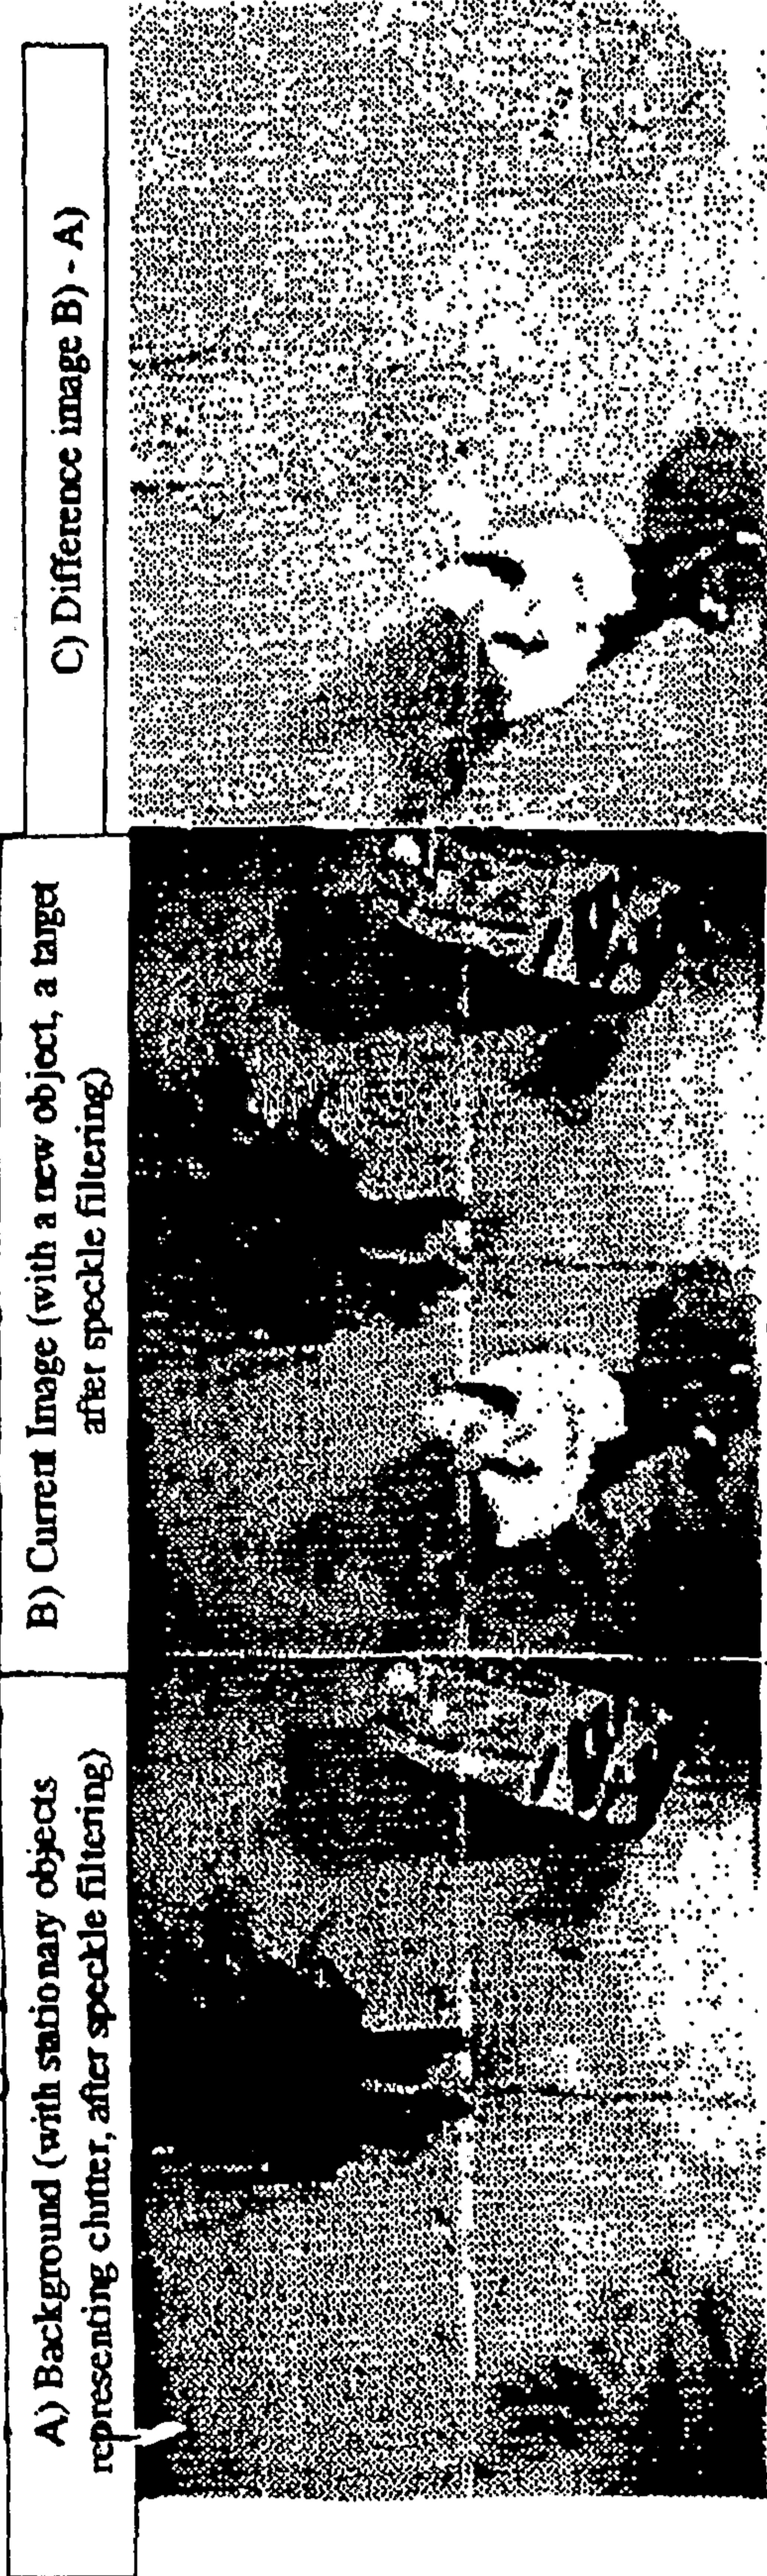 A) Background (with stationary objects
representing clutter, after speckle filtering)
B) Current Image (with a new object, a target
after speckle filtering)
C) Difference image B) - A)